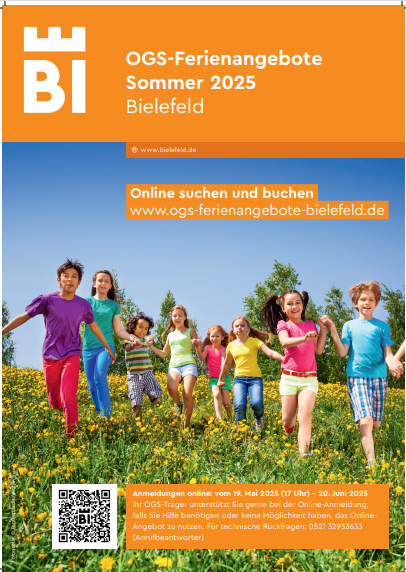 BI
OGS-Ferienangebote
Sommer 2025
Bielefeld
www.bielefeld.de
Online suchen und buchen
www.ogs-ferienangebote-bielefeld.de
BI
Anmeldungen online: vom 19. Mai 2025 (17 Uhr) – 20. Juni 2025
Ihr OGS-Träger unterstützt Sie gerne bei der Online-Anmeldung,
falls Sie Hilfe benötigen oder keine Möglichkeit haben, das Online-
Angebot zu nutzen. Für technische Rückfragen: 0521 32933633
(Anrufbeantworter)